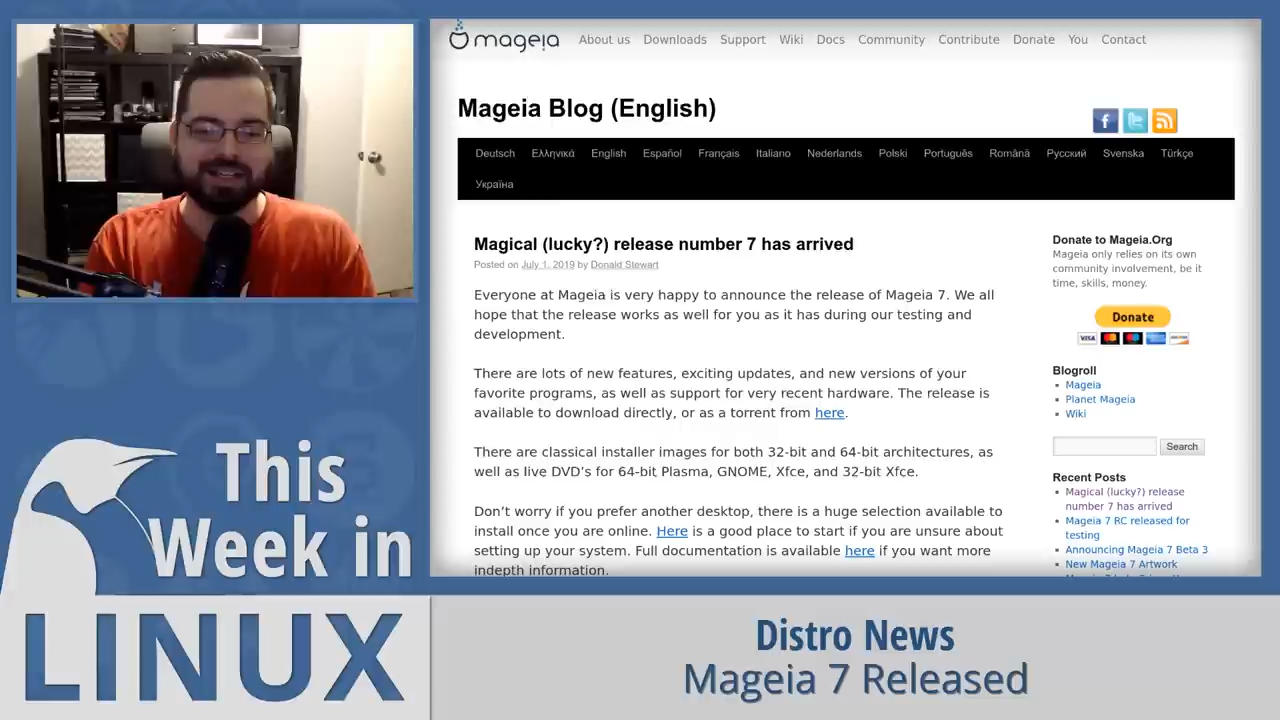 mageia
About us Downloads Support Wiki Docs Community Contribute Donate You Contact
Mageia Blog (English)
Deutsch Ελληνικά English Español Français Italiano Nederlands Polski Português Română Русский Svenska Türkçe
Україна
Magical (lucky?) release number 7 has arrived
Posted on July 1, 2019 by Donald Stewart
Everyone at Mageia is very happy to announce the release of Mageia 7. We all
hope that the release works as well for you as it has during our testing and
development.
There are lots of new features, exciting updates, and new versions of your
favorite programs, as well as support for very recent hardware. The release is
available to download directly, or as a torrent from here.
There are classical installer images for both 32-bit and 64-bit architectures, as
well as live DVD’s for 64-bit Plasma, GNOME, Xfce, and 32-bit Xfce.
Don’t worry if you prefer another desktop, there is a huge selection available to
install once you are online. Here is a good place to start if you are unsure about
setting up your system. Full documentation is available here if you want more
indepth information.
Donate to Mageia.Org
Mageia only relies on its own
community involvement, be it
time, skills, money.
Donate
VISA
Blogroll
Mageia
Planet Mageia
Wiki
Search
Recent Posts
Magical (lucky?) release
number 7 has arrived
Mageia 7 RC released for
testing
Announcing Mageia 7 Beta 3
New Mageia 7 Artwork
This
Week in
LINUX
Distro News
Mageia 7 Released